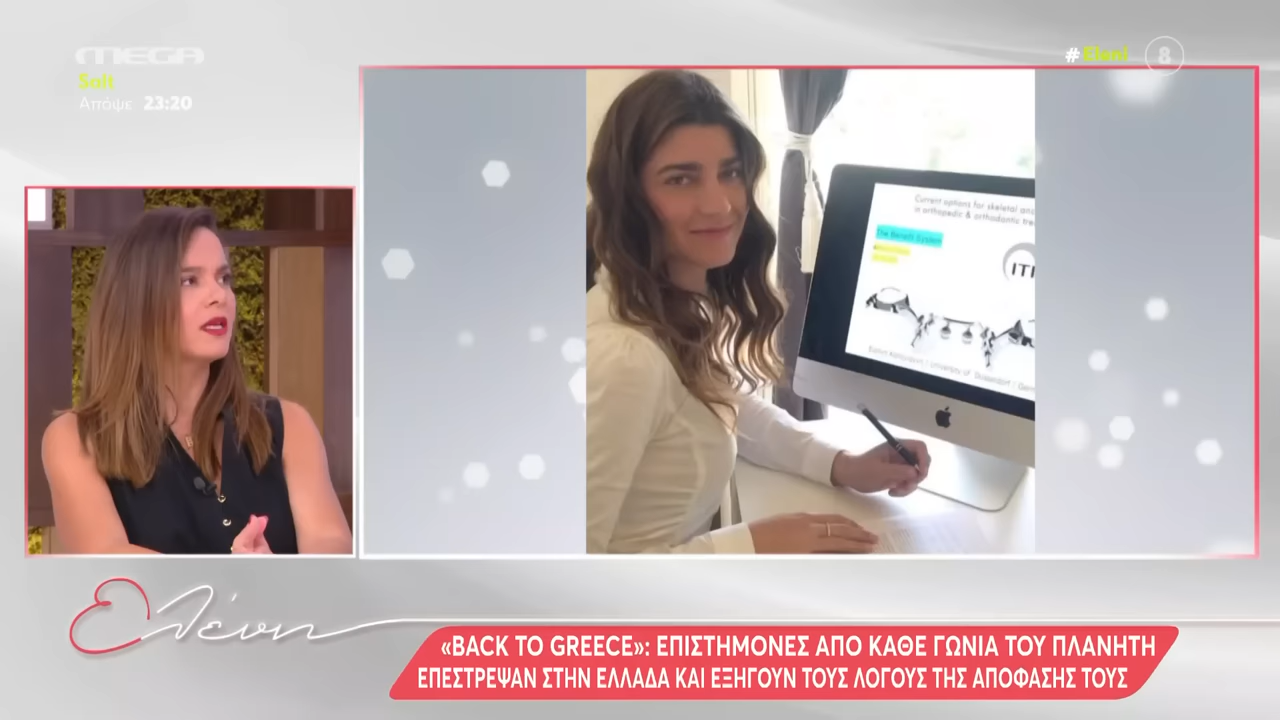 MEGA
Salt
Απόψε 23:20
#Eleni 8
Current options for skeletal anc
in orthopedic & orthodontic trea
The Benefit System
ITI
Ελένη
«BACK TO GREECE»: ΕΠΙΣΤΗΜΟΝΕΣ ΑΠΟ ΚΑΘΕ ΓΩΝΙΑ ΤΟΥ ΠΛΑΝΗΤΗ
ΕΠΕΣΤΡΕΨΑΝ ΣΤΗΝ ΕΛΛΑΔΑ ΚΑΙ ΕΞΗΓΟΥΝ ΤΟΥΣ ΛΟΓΟΥΣ ΤΗΣ ΑΠΟΦΑΣΗΣ ΤΟΥΣ